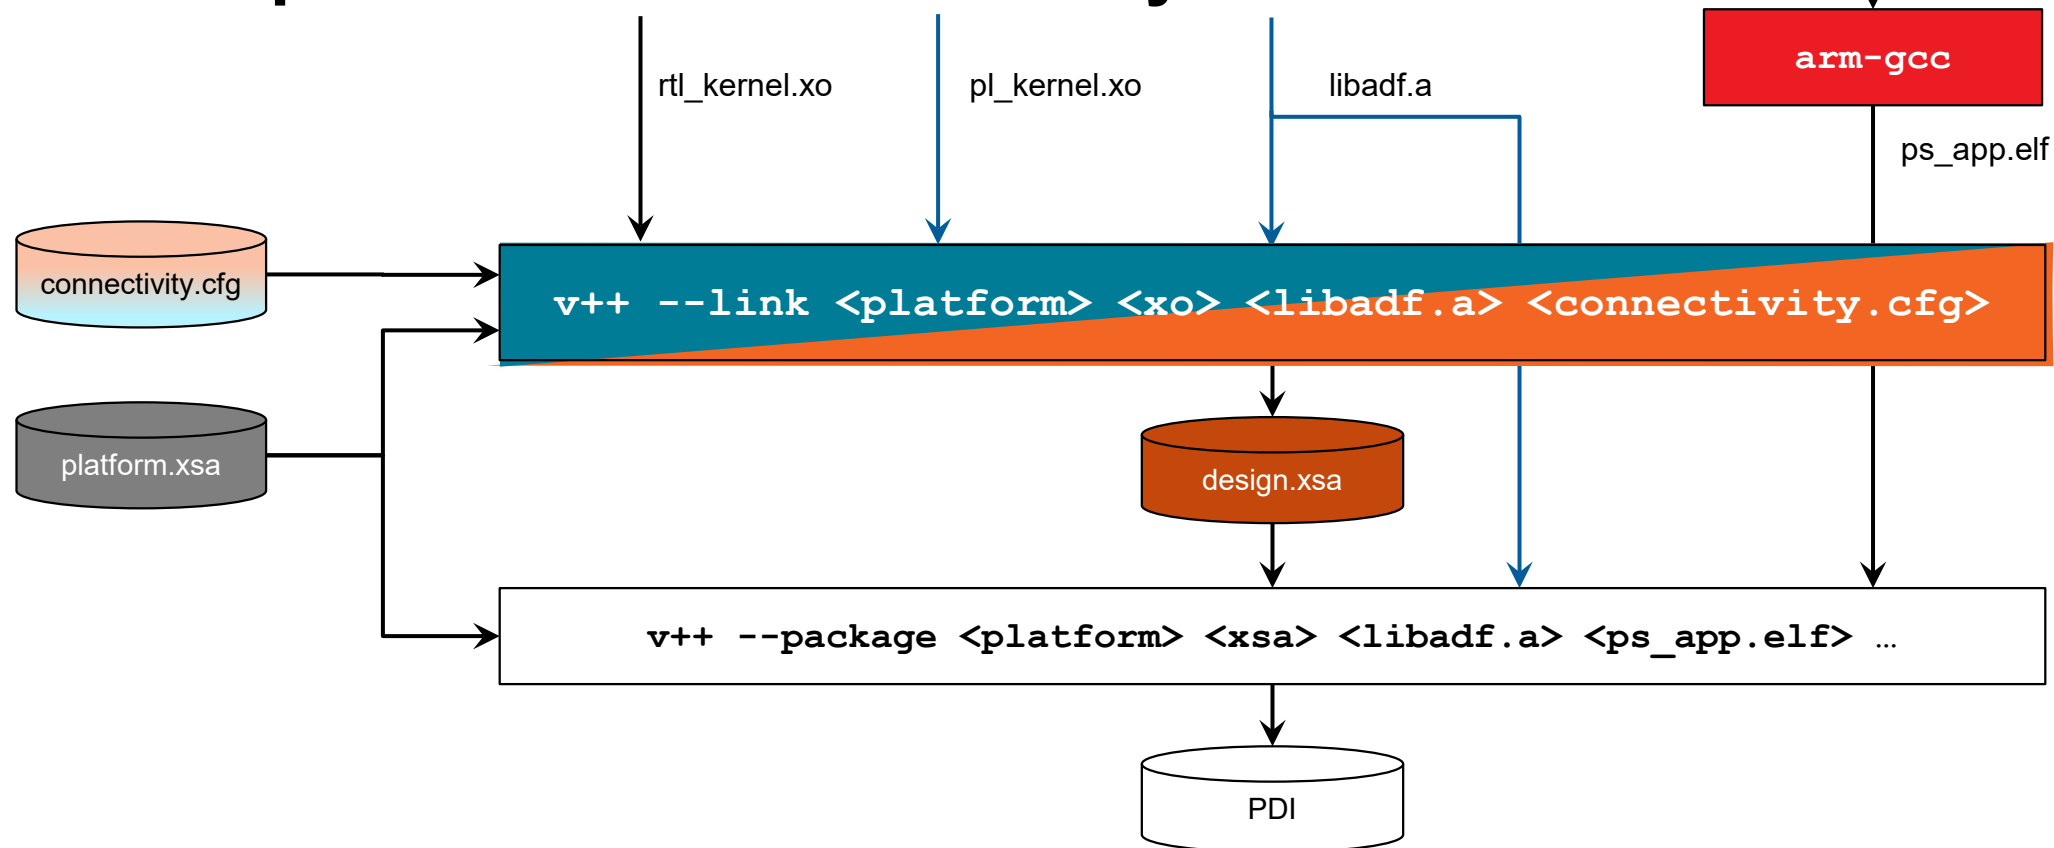 arm-gcc
rtl_kernel.xo
pl_kernel.xo
libadf.a
ps_app.elf
connectivity.cfg
v++ --link <platform> <xo> <libadf.a> <connectivity.cfg>
platform.xsa
design.xsa
v++ --package <platform> <xsa> <libadf.a> <ps_app.elf> …
PDI